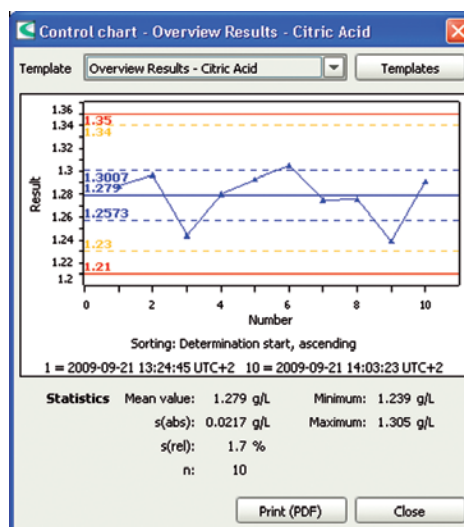 Control chart - Overview Results - Citric Acid
Template Overview Results - Citric Acid Templates
1.36
1.35
1.34
1.34
1.3
1.3007
1.28
1.279
1.26
1.2573
1.24
1.23
1.22
1.21
1.2
Result
0 2 4 6 8 10
Number
Sorting: Determination start, ascending
1 = 2009-09-21 13:24:45 UTC+2 10 = 2009-09-21 14:03:23 UTC+2
Statistics Mean value: 1.279 g/L Minimum: 1.239 g/L
s(abs): 0.0217 g/L Maximum: 1.305 g/L
s(rel): 1.7 %
n: 10
Print (PDF) Close